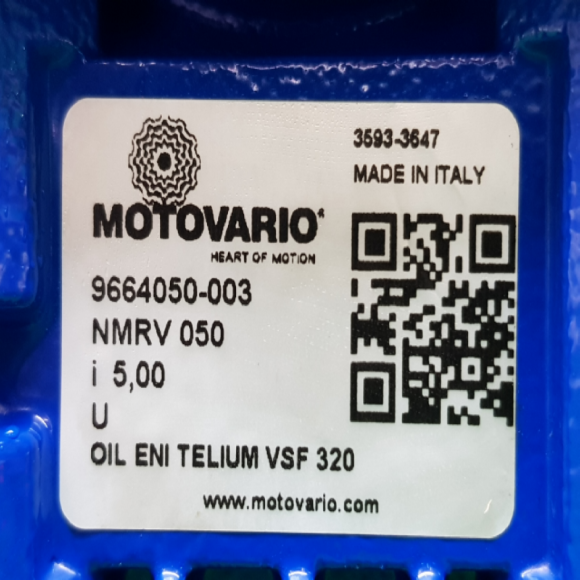 3593-3647
MADE IN ITALY
MOTOVARIO
HEART OF MOTION
9664050-003
NMRV 050
i 5,00
U
OIL ENI TELIUM VSF 320
www.motovario.com